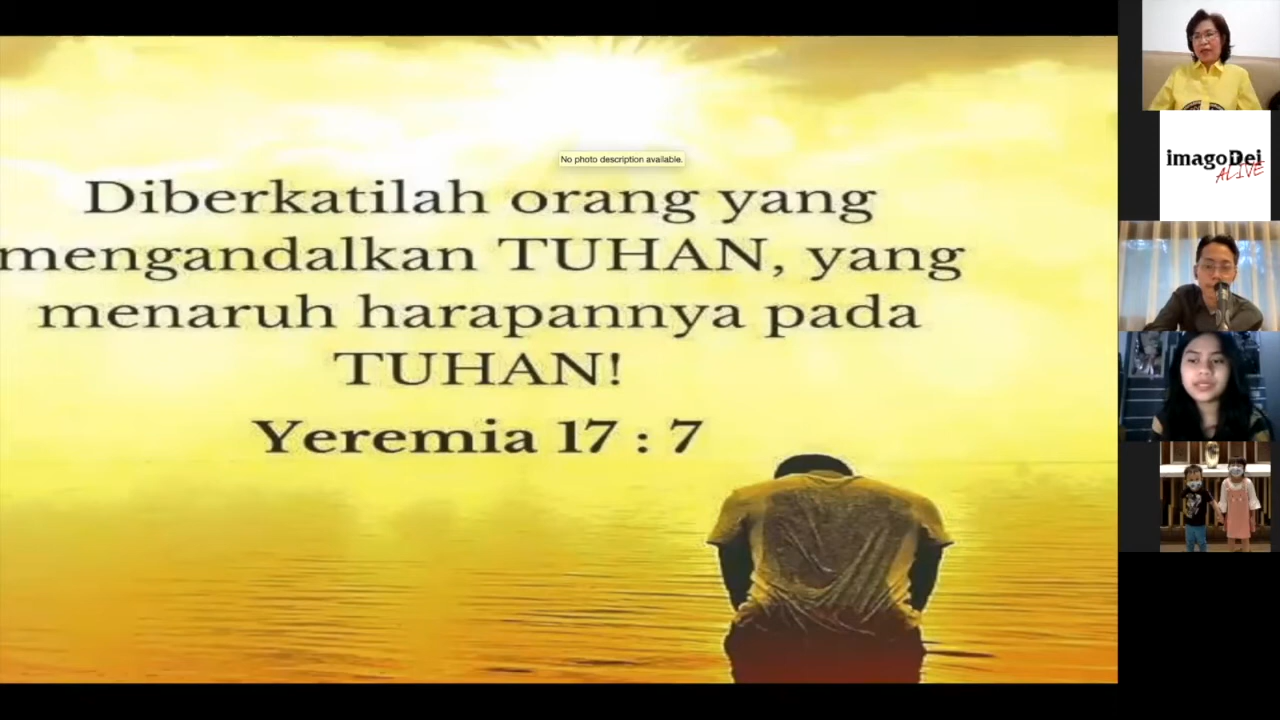 No photo description available.
Diberkatilah orang yang
mengandalkan TUHAN, yang
menaruh harapannya pada
TUHAN!
Yeremia 17 : 7
imagoDei
ALIVE